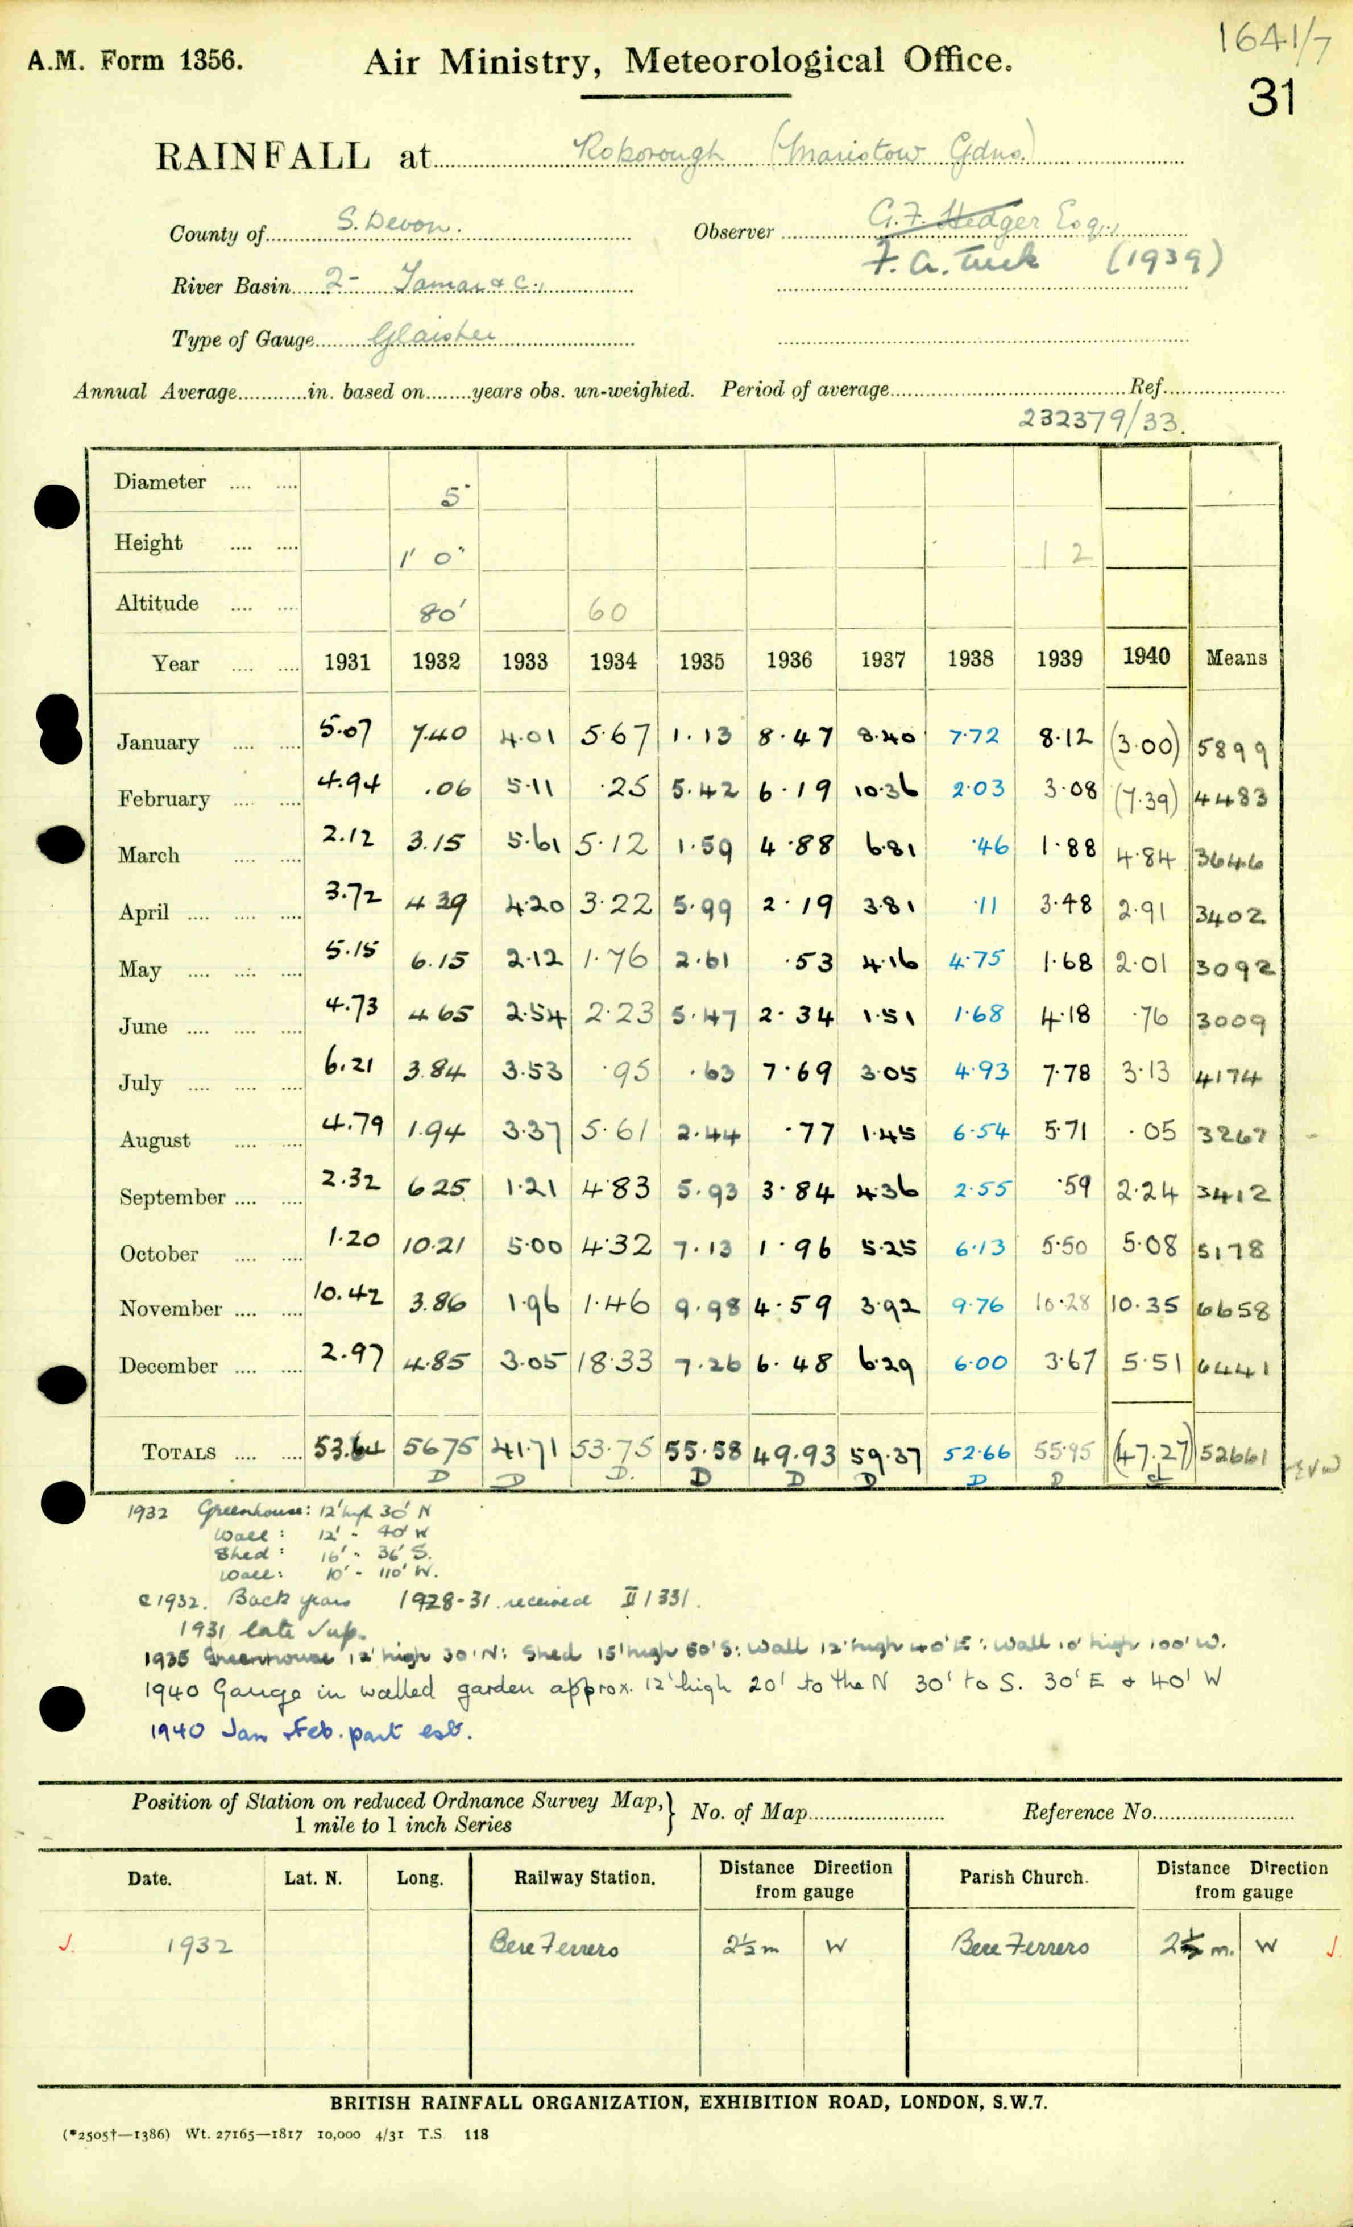 1641/7
A.M. Form 1356. Air Ministry, Meteorological Office.
31
RAINFALL at Roborough (Maristow Gdns.)
County of S. Devon. Observer G.F. Hedger Esq.,
F. A. Tuck (1939)
River Basin 2 - Tamar & c.,
Type of Gauge Glaisher
Annual Average in. based on years obs. un-weighted. Period of average Ref.
232379/33.
Diameter 5"
Height 1' 0" 1 2
Altitude 80' 60
Year 1931 1932 1933 1934 1935 1936 1937 1938 1939 1940 Means
January 5.07 7.40 4.01 5.67 1.13 8.47 8.40 7.72 8.12 (3.00) 5899
February 4.94 .06 5.11 .25 5.42 6.19 10.36 2.03 3.08 (7.39) 4483
March 2.12 3.15 5.61 5.12 1.59 4.88 6.81 .46 1.88 4.84 3646
April 3.72 4.39 4.20 3.22 5.99 2.19 3.81 .11 3.48 2.91 3402
May 5.15 6.15 2.12 1.76 2.61 .53 4.16 4.75 1.68 2.01 3092
June 4.73 4.65 2.54 2.23 5.47 2.34 1.51 1.68 4.18 .76 3009
July 6.21 3.84 3.53 .95 .63 7.69 3.05 4.93 7.78 3.13 4174
August 4.79 1.94 3.37 5.61 2.44 .77 1.45 6.54 5.71 .05 3267
September 2.32 6.25 1.21 4.83 5.93 3.84 4.36 2.55 .59 2.24 3412
October 1.20 10.21 5.00 4.32 7.13 1.96 5.25 6.13 5.50 5.08 5178
November 10.42 3.86 1.96 1.46 9.98 4.59 3.92 9.76 10.28 10.35 6658
December 2.97 4.85 3.05 18.33 7.26 6.48 6.29 6.00 3.67 5.51 6441
TOTALS 53.64 56.75 41.71 53.75 55.58 49.93 59.37 52.66 55.95 (47.27) 52661
D D D. D D D D D
1932 Greenhouse: 12' high 30' N
Wall: 12' - 40' W
Shed: 16' - 36' S.
Wall: 10' - 110' W.
C 1932. Back years 1928-31 received II/331.
1931 late
1935 Greenhouse 12' high 30' N: Shed 15' high 50' S: Wall 12' high 40' E: Wall 10' high 100' W.
1940 Gauge in walled garden approx. 12' high 20' to the N 30' to S. 30' E & 40' W
1940 Jan Feb. part est.
Position of Station on reduced Ordnance Survey Map, 1 mile to 1 inch Series } No. of Map Reference No.
Date. Lat. N. Long. Railway Station. Distance Direction from gauge Parish Church. Distance Direction from gauge
1932 Bere Ferrers 2½ m W Bere Ferrers 2½ m. W
BRITISH RAINFALL ORGANIZATION, EXHIBITION ROAD, LONDON, S.W.7.
(*2505†—1386) Wt. 27165—1817 10,000 4/31 T.S. 118